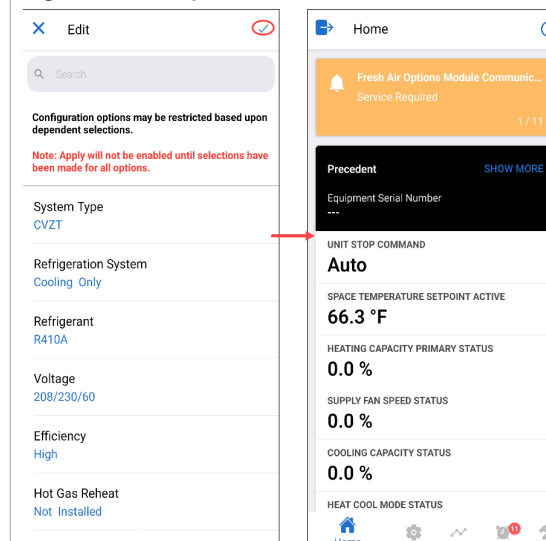 Edit
Search
Configuration options may be restricted based upon
dependent selections.
Note: Apply will not be enabled until selections have
been made for all options.
System Type
CVZT
Refrigeration System
Cooling Only
Refrigerant
R410A
Voltage
208/230/60
Efficiency
High
Hot Gas Reheat
Not Installed
Home
Fresh Air Options Module Communic...
Service Required
1 / 11
Precedent
SHOW MORE
Equipment Serial Number
---
UNIT STOP COMMAND
Auto
SPACE TEMPERATURE SETPOINT ACTIVE
66.3 °F
HEATING CAPACITY PRIMARY STATUS
0.0 %
SUPPLY FAN SPEED STATUS
0.0 %
COOLING CAPACITY STATUS
0.0 %
HEAT COOL MODE STATUS
11
Home